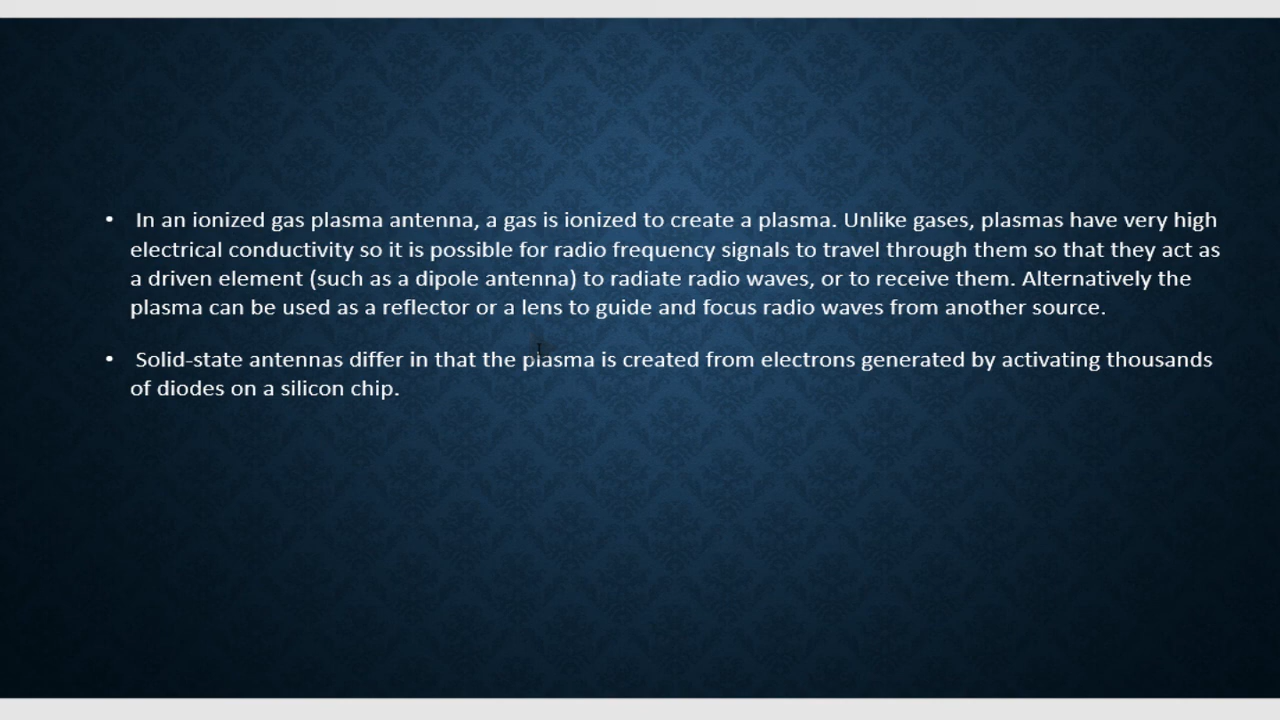 • In an ionized gas plasma antenna, a gas is ionized to create a plasma. Unlike gases, plasmas have very high
electrical conductivity so it is possible for radio frequency signals to travel through them so that they act as
a driven element (such as a dipole antenna) to radiate radio waves, or to receive them. Alternatively the
plasma can be used as a reflector or a lens to guide and focus radio waves from another source.
• Solid-state antennas differ in that the plasma is created from electrons generated by activating thousands
of diodes on a silicon chip.